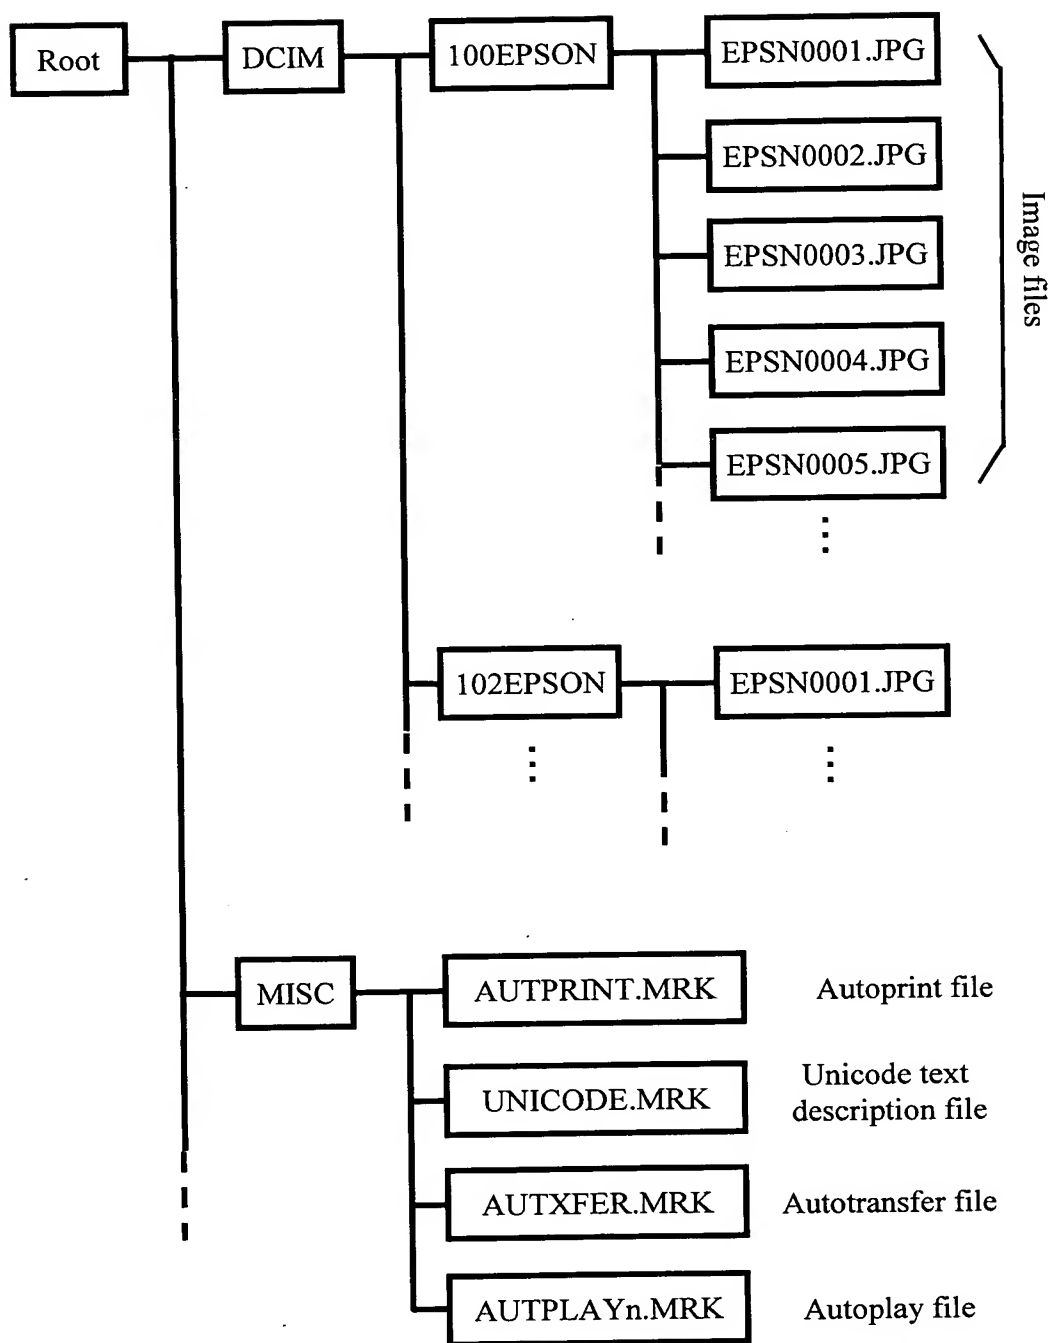 Root
DCIM
100EPSON
EPSN0001.JPG
EPSN0002.JPG
EPSN0003.JPG
EPSN0004.JPG
EPSN0005.JPG
Image files
102EPSON
EPSN0001.JPG
MISC
AUTPRINT.MRK
Autoprint file
UNICODE.MRK
Unicode text
description file
AUTXFER.MRK
Autotransfer file
AUTPLAYn.MRK
Autoplay file